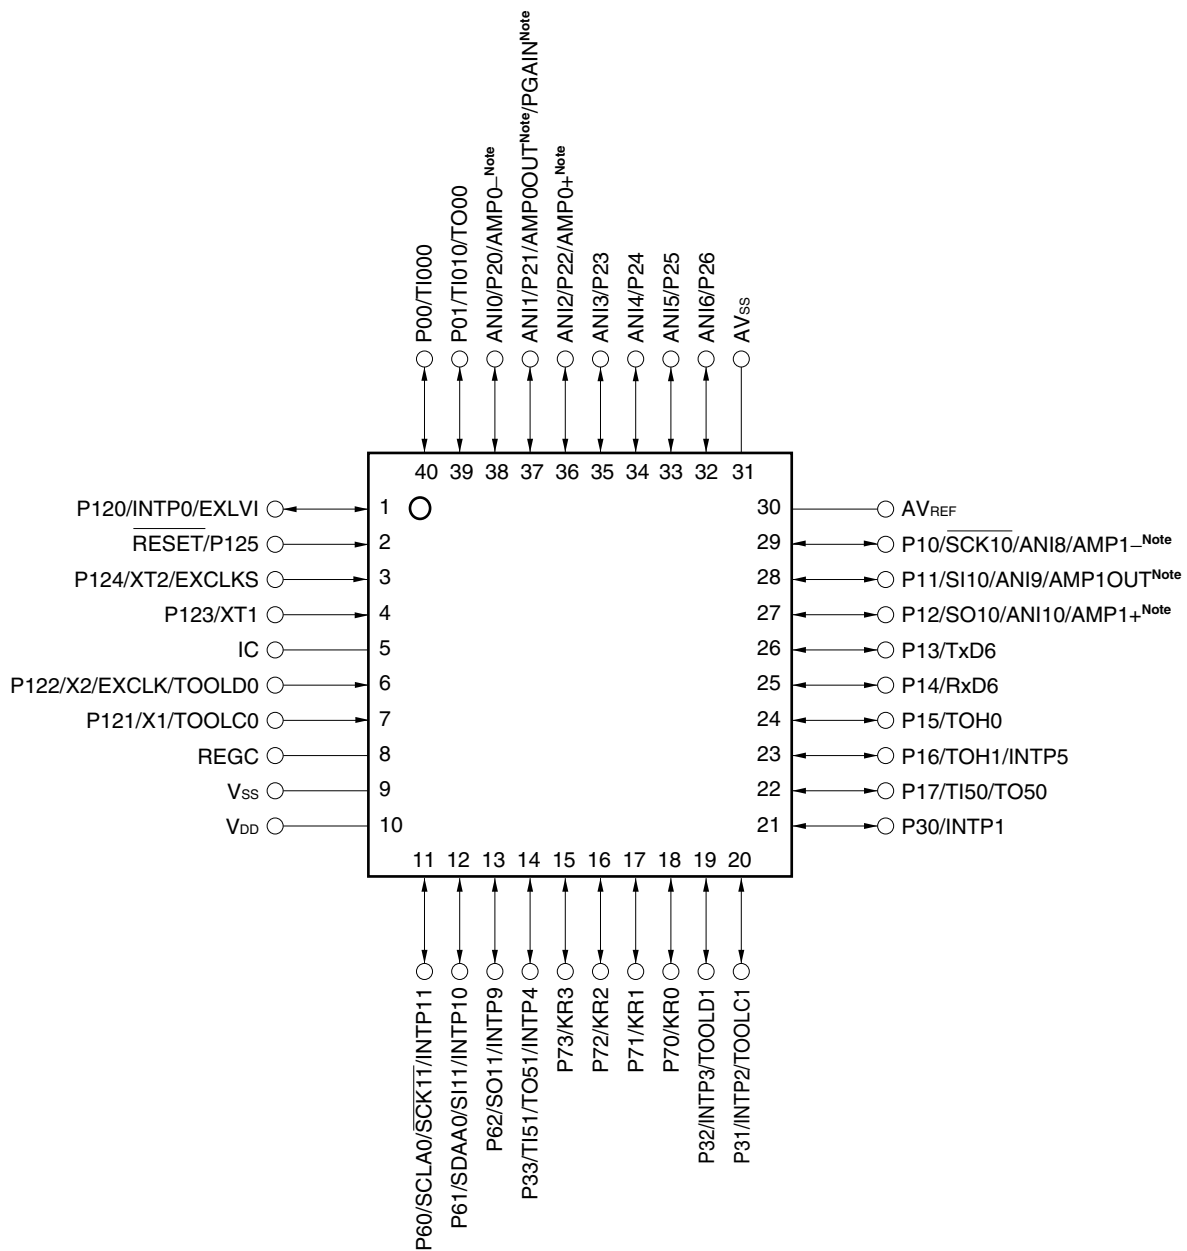 P00/TI000
P01/TI010/TO00
ANI0/P20/AMP0–Note
ANI1/P21/AMP0OUTNote/PGAINNote
ANI2/P22/AMP0+Note
ANI3/P23
ANI4/P24
ANI5/P25
ANI6/P26
AVSS
40 39 38 37 36 35 34 33 32 31
P120/INTP0/EXLVI 1
RESET/P125 2
P124/XT2/EXCLKS 3
P123/XT1 4
IC 5
P122/X2/EXCLK/TOOLD0 6
P121/X1/TOOLC0 7
REGC 8
VSS 9
VDD 10
30 AVREF
29 P10/SCK10/ANI8/AMP1–Note
28 P11/SI10/ANI9/AMP1OUTNote
27 P12/SO10/ANI10/AMP1+Note
26 P13/TxD6
25 P14/RxD6
24 P15/TOH0
23 P16/TOH1/INTP5
22 P17/TI50/TO50
21 P30/INTP1
11 12 13 14 15 16 17 18 19 20
P60/SCLA0/SCK11/INTP11
P61/SDAA0/SI11/INTP10
P62/SO11/INTP9
P33/TI51/TO51/INTP4
P73/KR3
P72/KR2
P71/KR1
P70/KR0
P32/INTP3/TOOLD1
P31/INTP2/TOOLC1